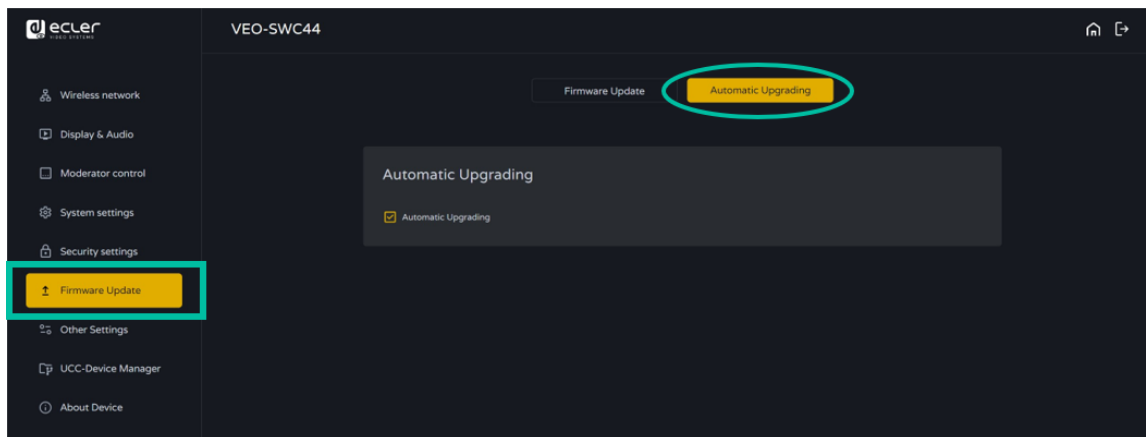 ecler
VIDEO SYSTEMS
VEO-SWC44
Wireless network
Display & Audio
Moderator control
System settings
Security settings
Firmware Update
Other Settings
UCC-Device Manager
About Device
Firmware Update
Automatic Upgrading
Automatic Upgrading
Automatic Upgrading